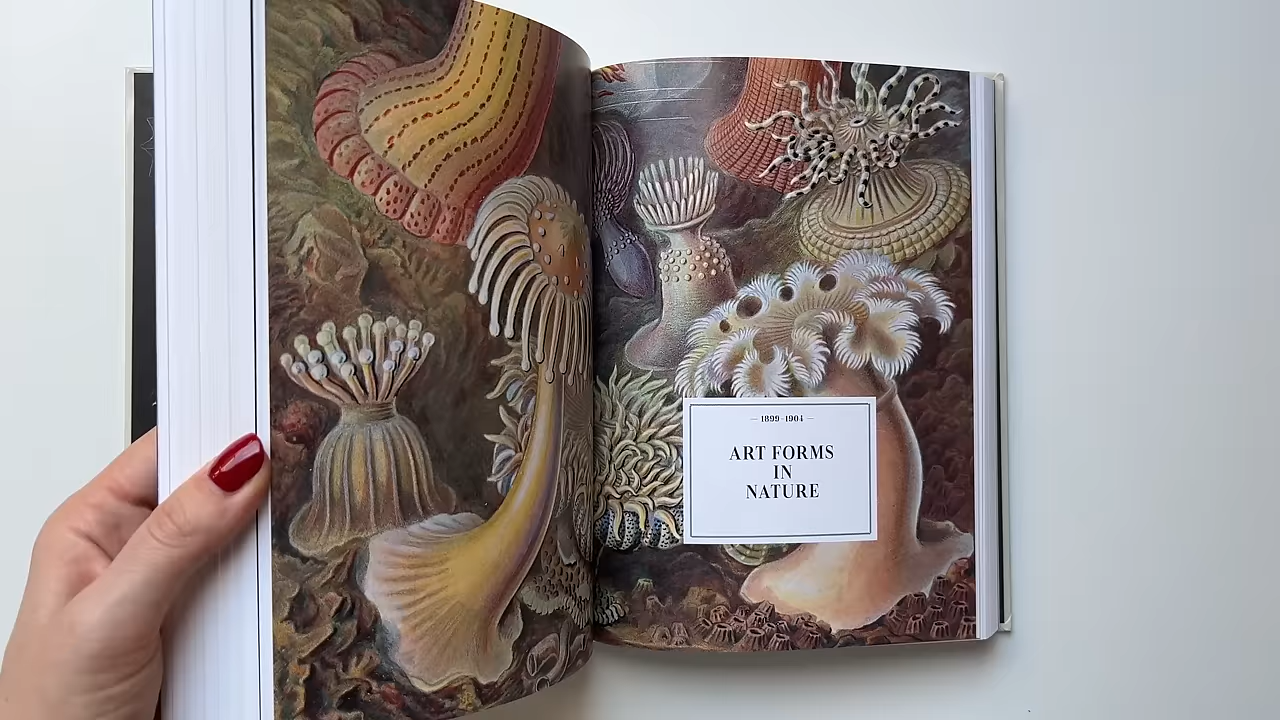 — 1899–1904 —
ART FORMS
IN
NATURE